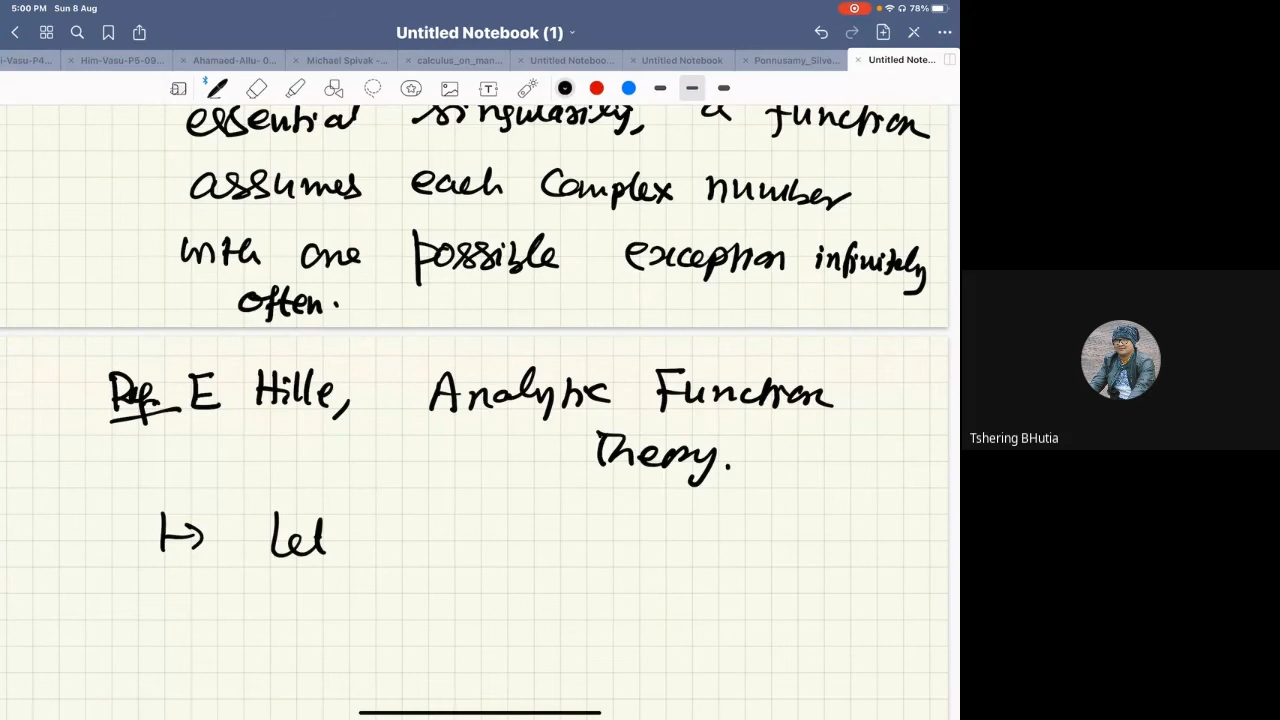 5:00 PM Sun 8 Aug
78%
Untitled Notebook (1)
i-Vasu-P4...
Him-Vasu-P5-09...
Ahamaed-Allu- 0...
Michael Spivak -...
calculus_on_man...
Untitled Noteboo...
Untitled Notebook
Ponnusamy_Silve...
Untitled Note...
essential singularity, a function
assumes each complex number
with one possible exception infinitely
often.
Ref. E Hille, Analytic Function
Theory.
↦ Let
Tshering BHutia